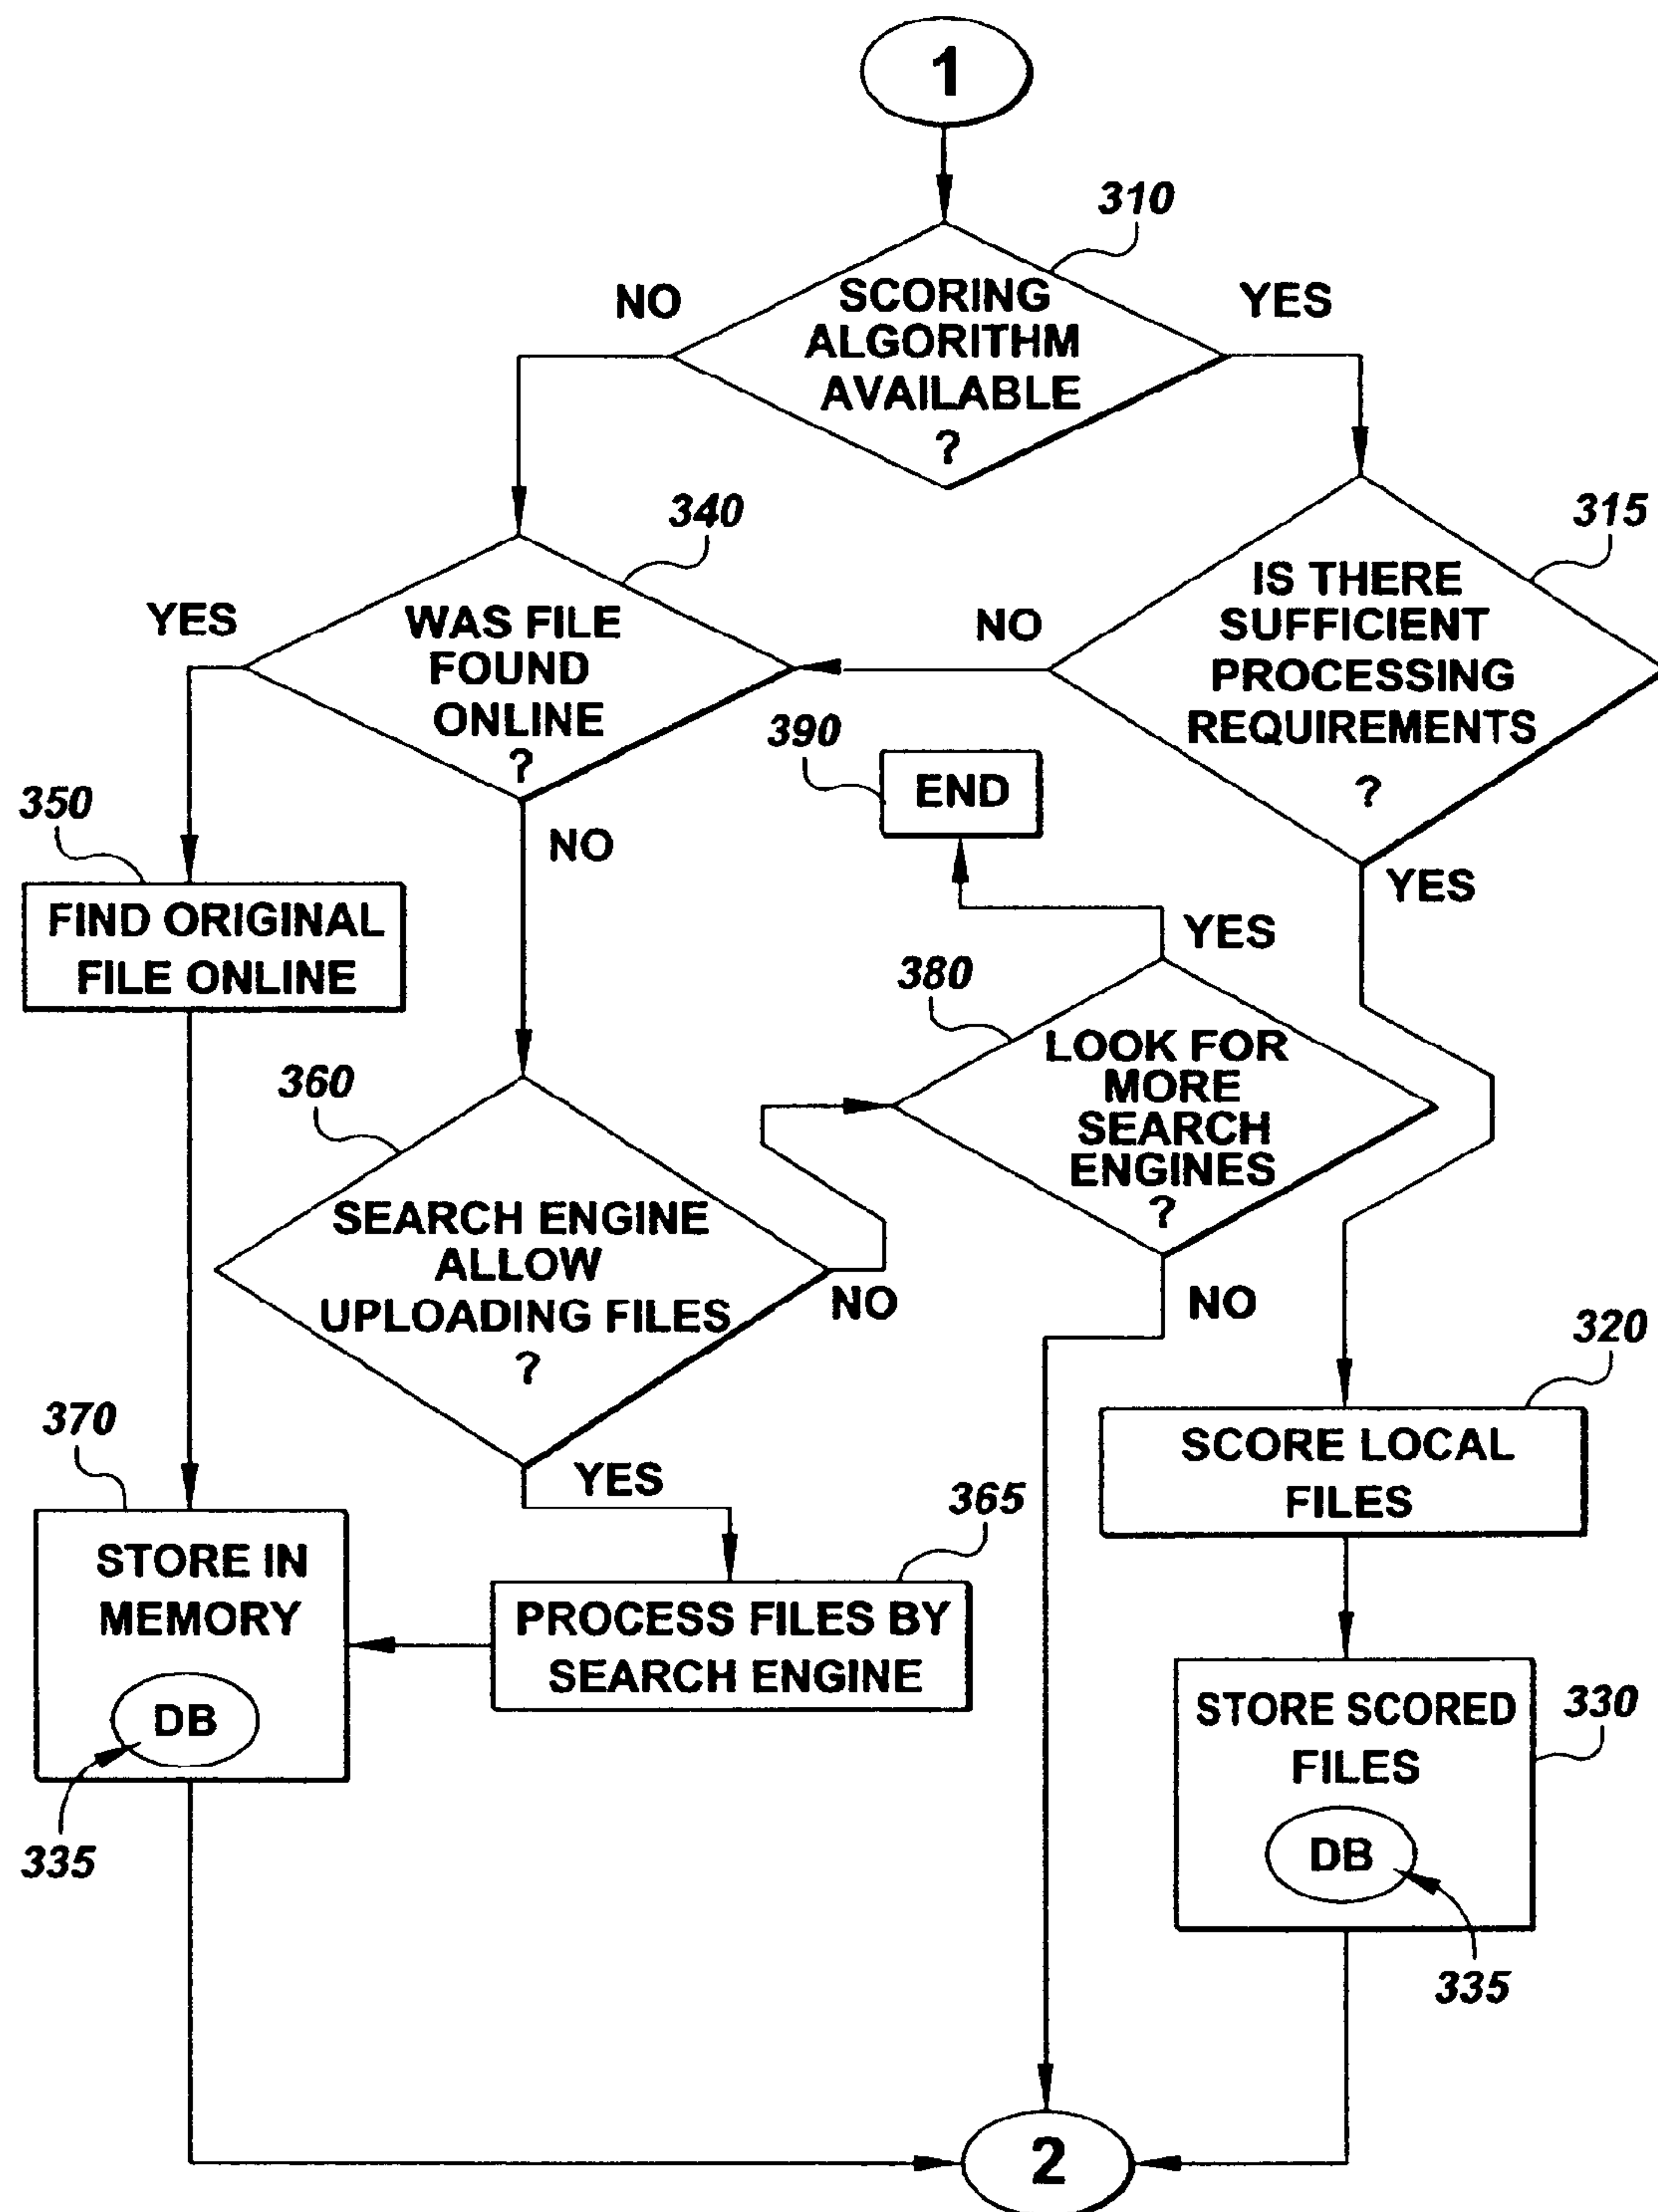 1
310
NO
YES
SCORING
ALGORITHM
AVAILABLE
?
340
315
YES
WAS FILE
FOUND
ONLINE
?
NO
IS THERE
SUFFICIENT
PROCESSING
REQUIREMENTS
?
390
END
350
NO
YES
FIND ORIGINAL
FILE ONLINE
YES
380
LOOK FOR
MORE
SEARCH
ENGINES
?
360
SEARCH ENGINE
ALLOW
UPLOADING FILES
?
NO
NO
320
SCORE LOCAL
FILES
370
YES
365
STORE IN
MEMORY
DB
PROCESS FILES BY
SEARCH ENGINE
330
STORE SCORED
FILES
DB
335
335
2